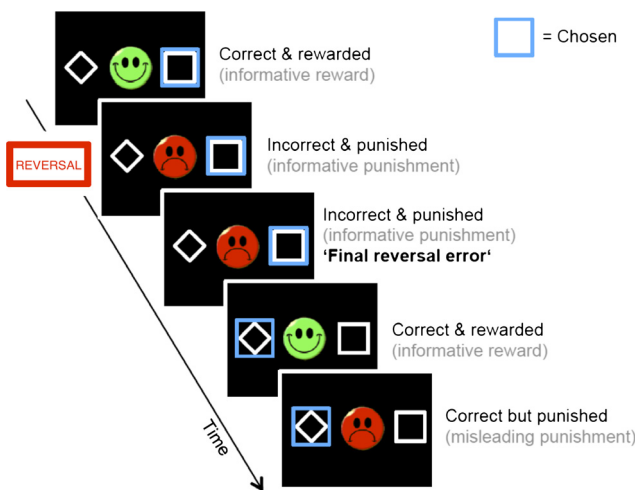 = Chosen
Correct & rewarded
(informative reward)
REVERSAL
Incorrect & punished
(informative punishment)
Incorrect & punished
(informative punishment)
‘Final reversal error‘
Correct & rewarded
(informative reward)
Time
Correct but punished
(misleading punishment)